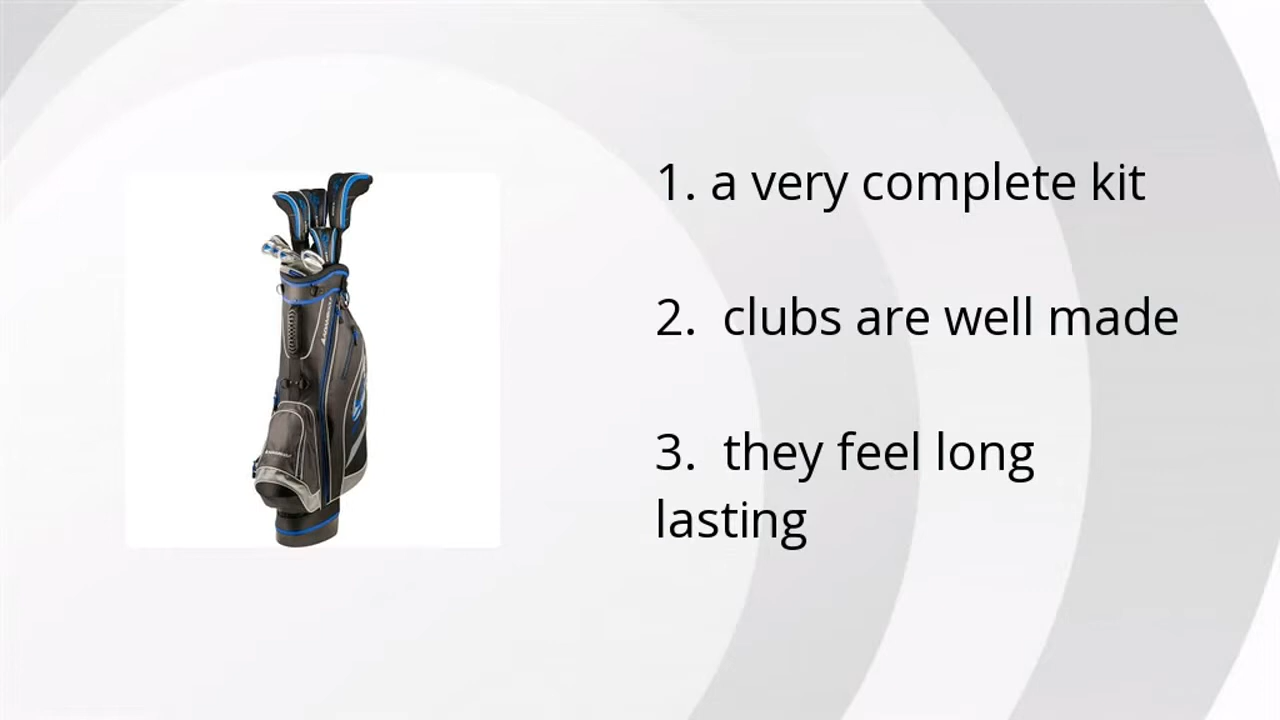 1. a very complete kit
2.  clubs are well made
3.  they feel long
lasting